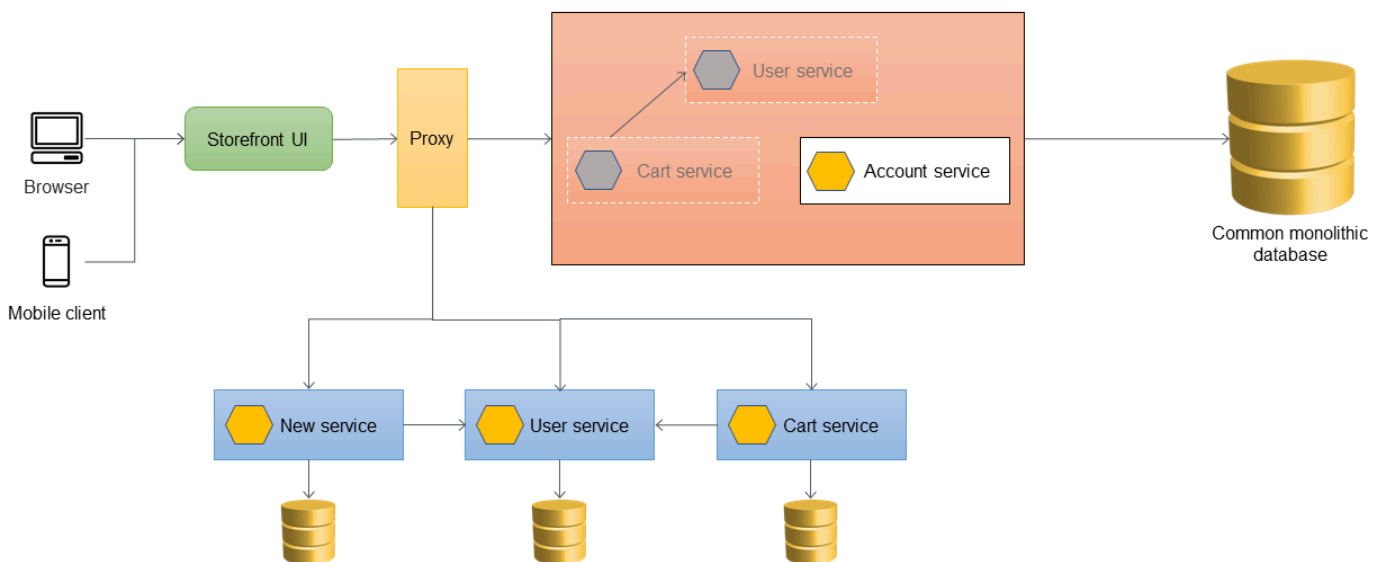 User service
Storefront UI
Proxy
Browser
Cart service
Account service
Common monolithic
database
Mobile client
New service
User service
Cart service